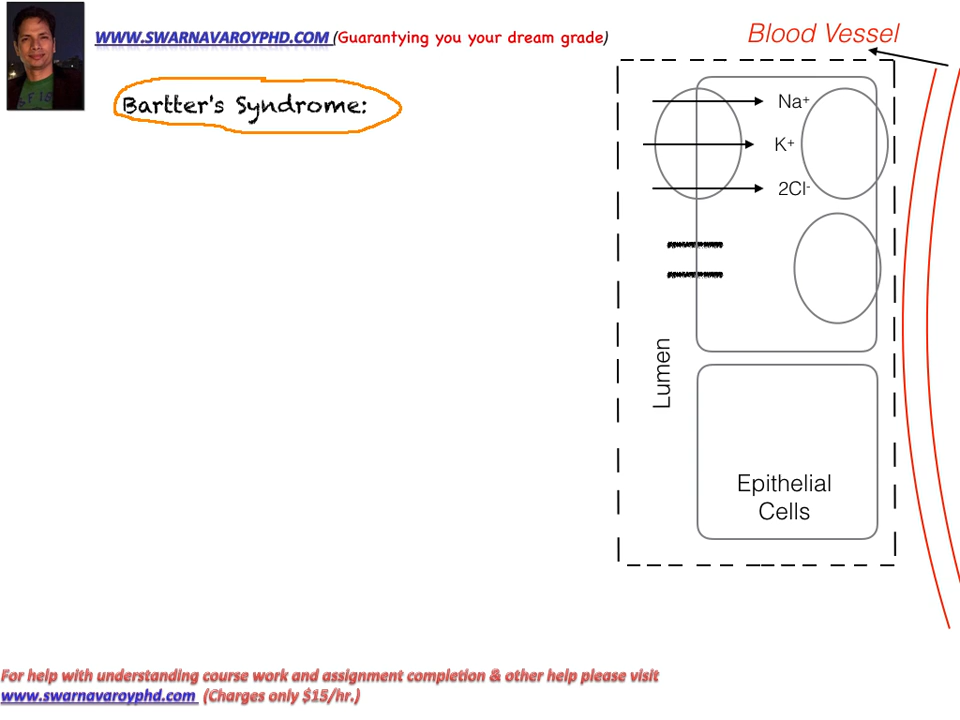 WWW.SWARNAVAROYPHD.COM (Guarantying you your dream grade)
Bartter's Syndrome:
Blood Vessel
Na+
K+
2Cl-
Lumen
Epithelial
Cells
For help with understanding course work and assignment completion & other help please visit
www.swarnavaroyphd.com (Charges only $15/hr.)